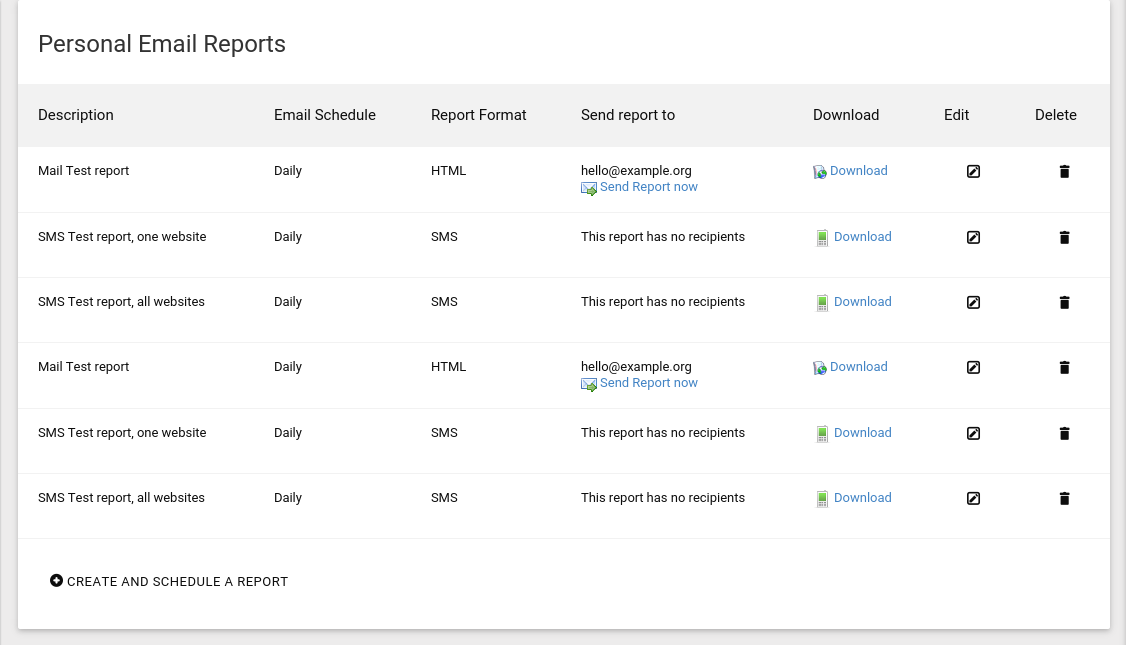 Personal Email Reports
Description Email Schedule Report Format Send report to Download Edit Delete
Mail Test report Daily HTML hello@example.org Download
Send Report now
SMS Test report, one website Daily SMS This report has no recipients Download
SMS Test report, all websites Daily SMS This report has no recipients Download
Mail Test report Daily HTML hello@example.org Download
Send Report now
SMS Test report, one website Daily SMS This report has no recipients Download
SMS Test report, all websites Daily SMS This report has no recipients Download
CREATE AND SCHEDULE A REPORT